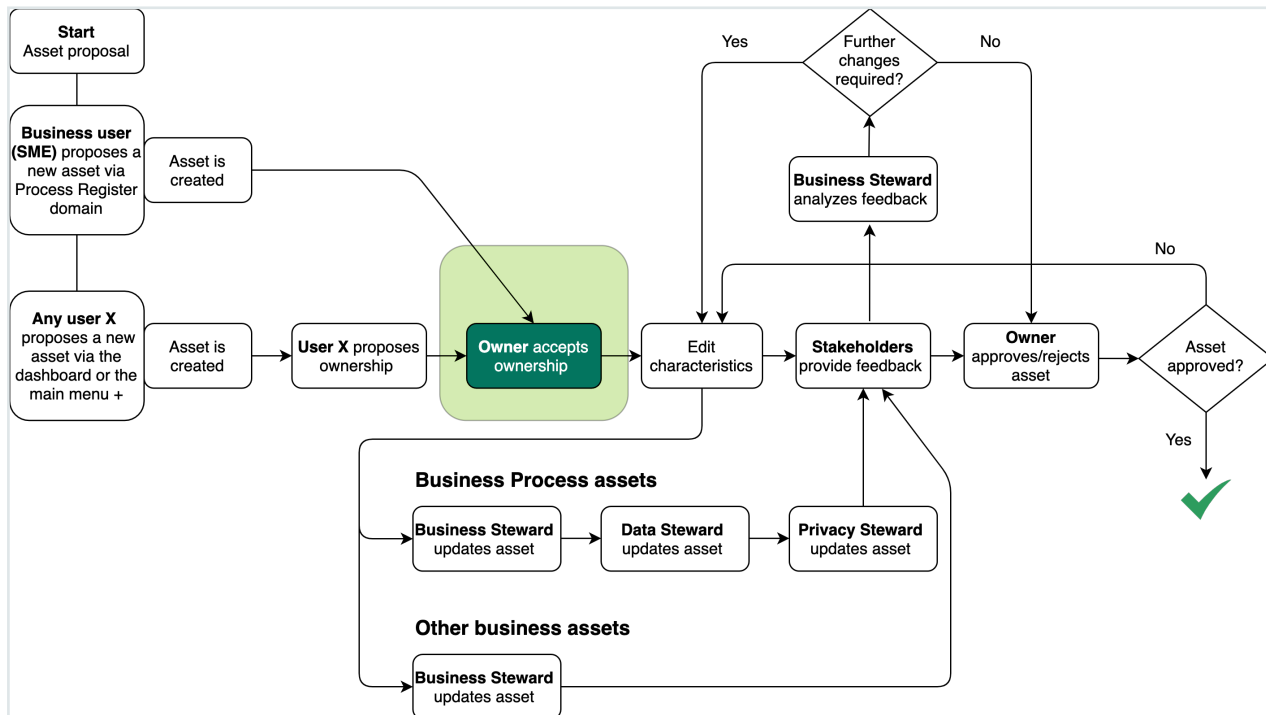 Start
Asset proposal
Business user
(SME) proposes a
new asset via
Process Register
domain
Asset is
created
Any user X
proposes a new
asset via the
dashboard or the
main menu +
Asset is
created
User X proposes
ownership
Owner accepts
ownership
Edit
characteristics
Stakeholders
provide feedback
Owner
approves/rejects
asset
Asset
approved?
Yes
No
Business Steward
analyzes feedback
Further
changes
required?
Yes
No
Business Process assets
Business Steward
updates asset
Data Steward
updates asset
Privacy Steward
updates asset
Other business assets
Business Steward
updates asset